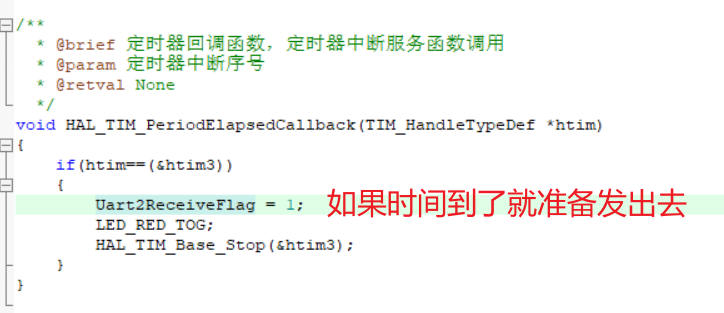 /**
* @brief 定时器回调函数，定时器中断服务函数调用
* @param 定时器中断序号
* @retval None
*/
void HAL_TIM_PeriodElapsedCallback(TIM_HandleTypeDef *htim)
{
if(htim==(&htim3))
{
Uart2ReceiveFlag = 1; 如果时间到了就准备发出去
LED_RED_TOG;
HAL_TIM_Base_Stop(&htim3);
}
}